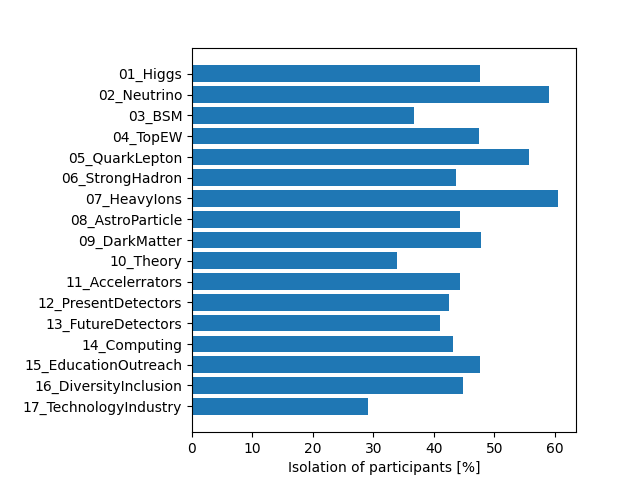 01_Higgs
02_Neutrino
03_BSM
04_TopEW
05_QuarkLepton
06_StrongHadron
07_HeavyIons
08_AstroParticle
09_DarkMatter
10_Theory
11_Accelerrators
12_PresentDetectors
13_FutureDetectors
14_Computing
15_EducationOutreach
16_DiversityInclusion
17_TechnologyIndustry
0 10 20 30 40 50 60
Isolation of participants [%]